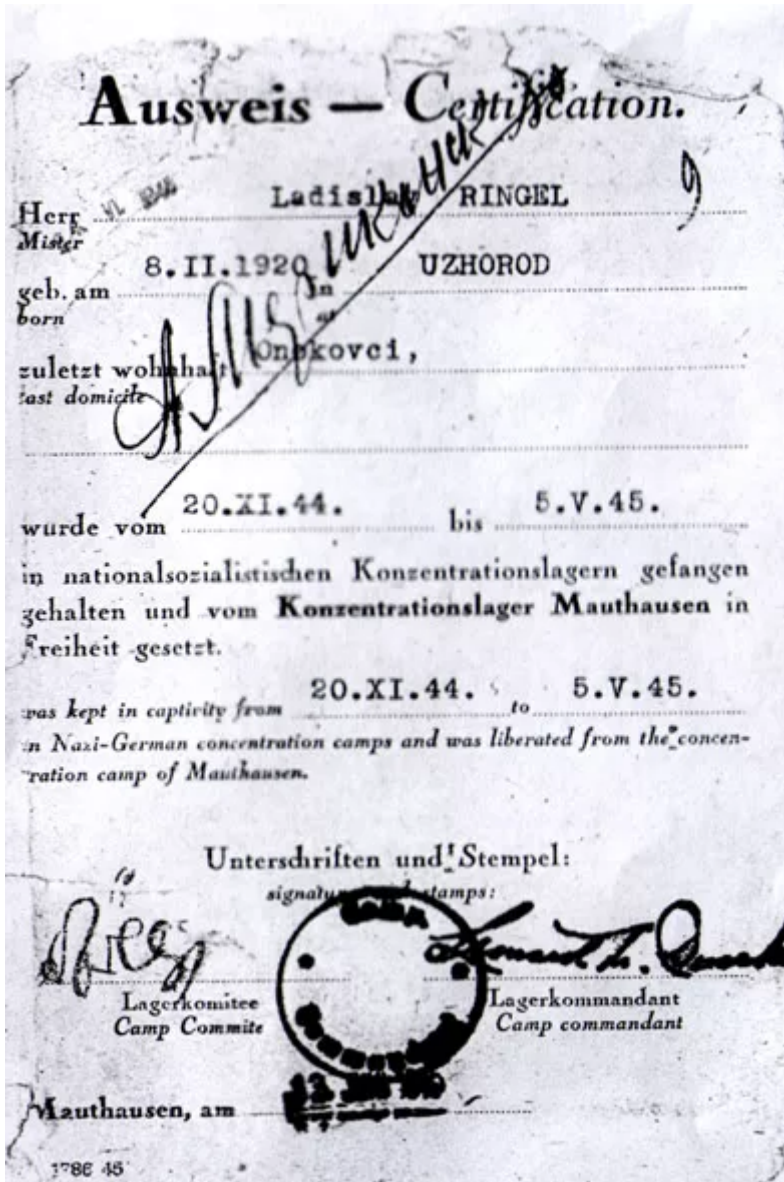 Ausweis — Certification.
Herr Ladislav RINGEL
Mister
geb. am 8.II.1920 in UZHOROD
born at
zuletzt wohnhaft Onokovci,
last domicile
wurde vom 20.XI.44. bis 5.V.45.
in nationalsozialistischen Konzentrationslagern gefangen
gehalten und vom Konzentrationslager Mauthausen in
Freiheit gesetzt.
was kept in captivity from 20.XI.44. to 5.V.45.
in Nazi-German concentration camps and was liberated from the concen-
tration camp of Mauthausen.
Unterschriften und Stempel:
signatures and stamps:
Lagerkomitee Lagerkommandant
Camp Commite Camp commandant
Mauthausen, am
1786 45